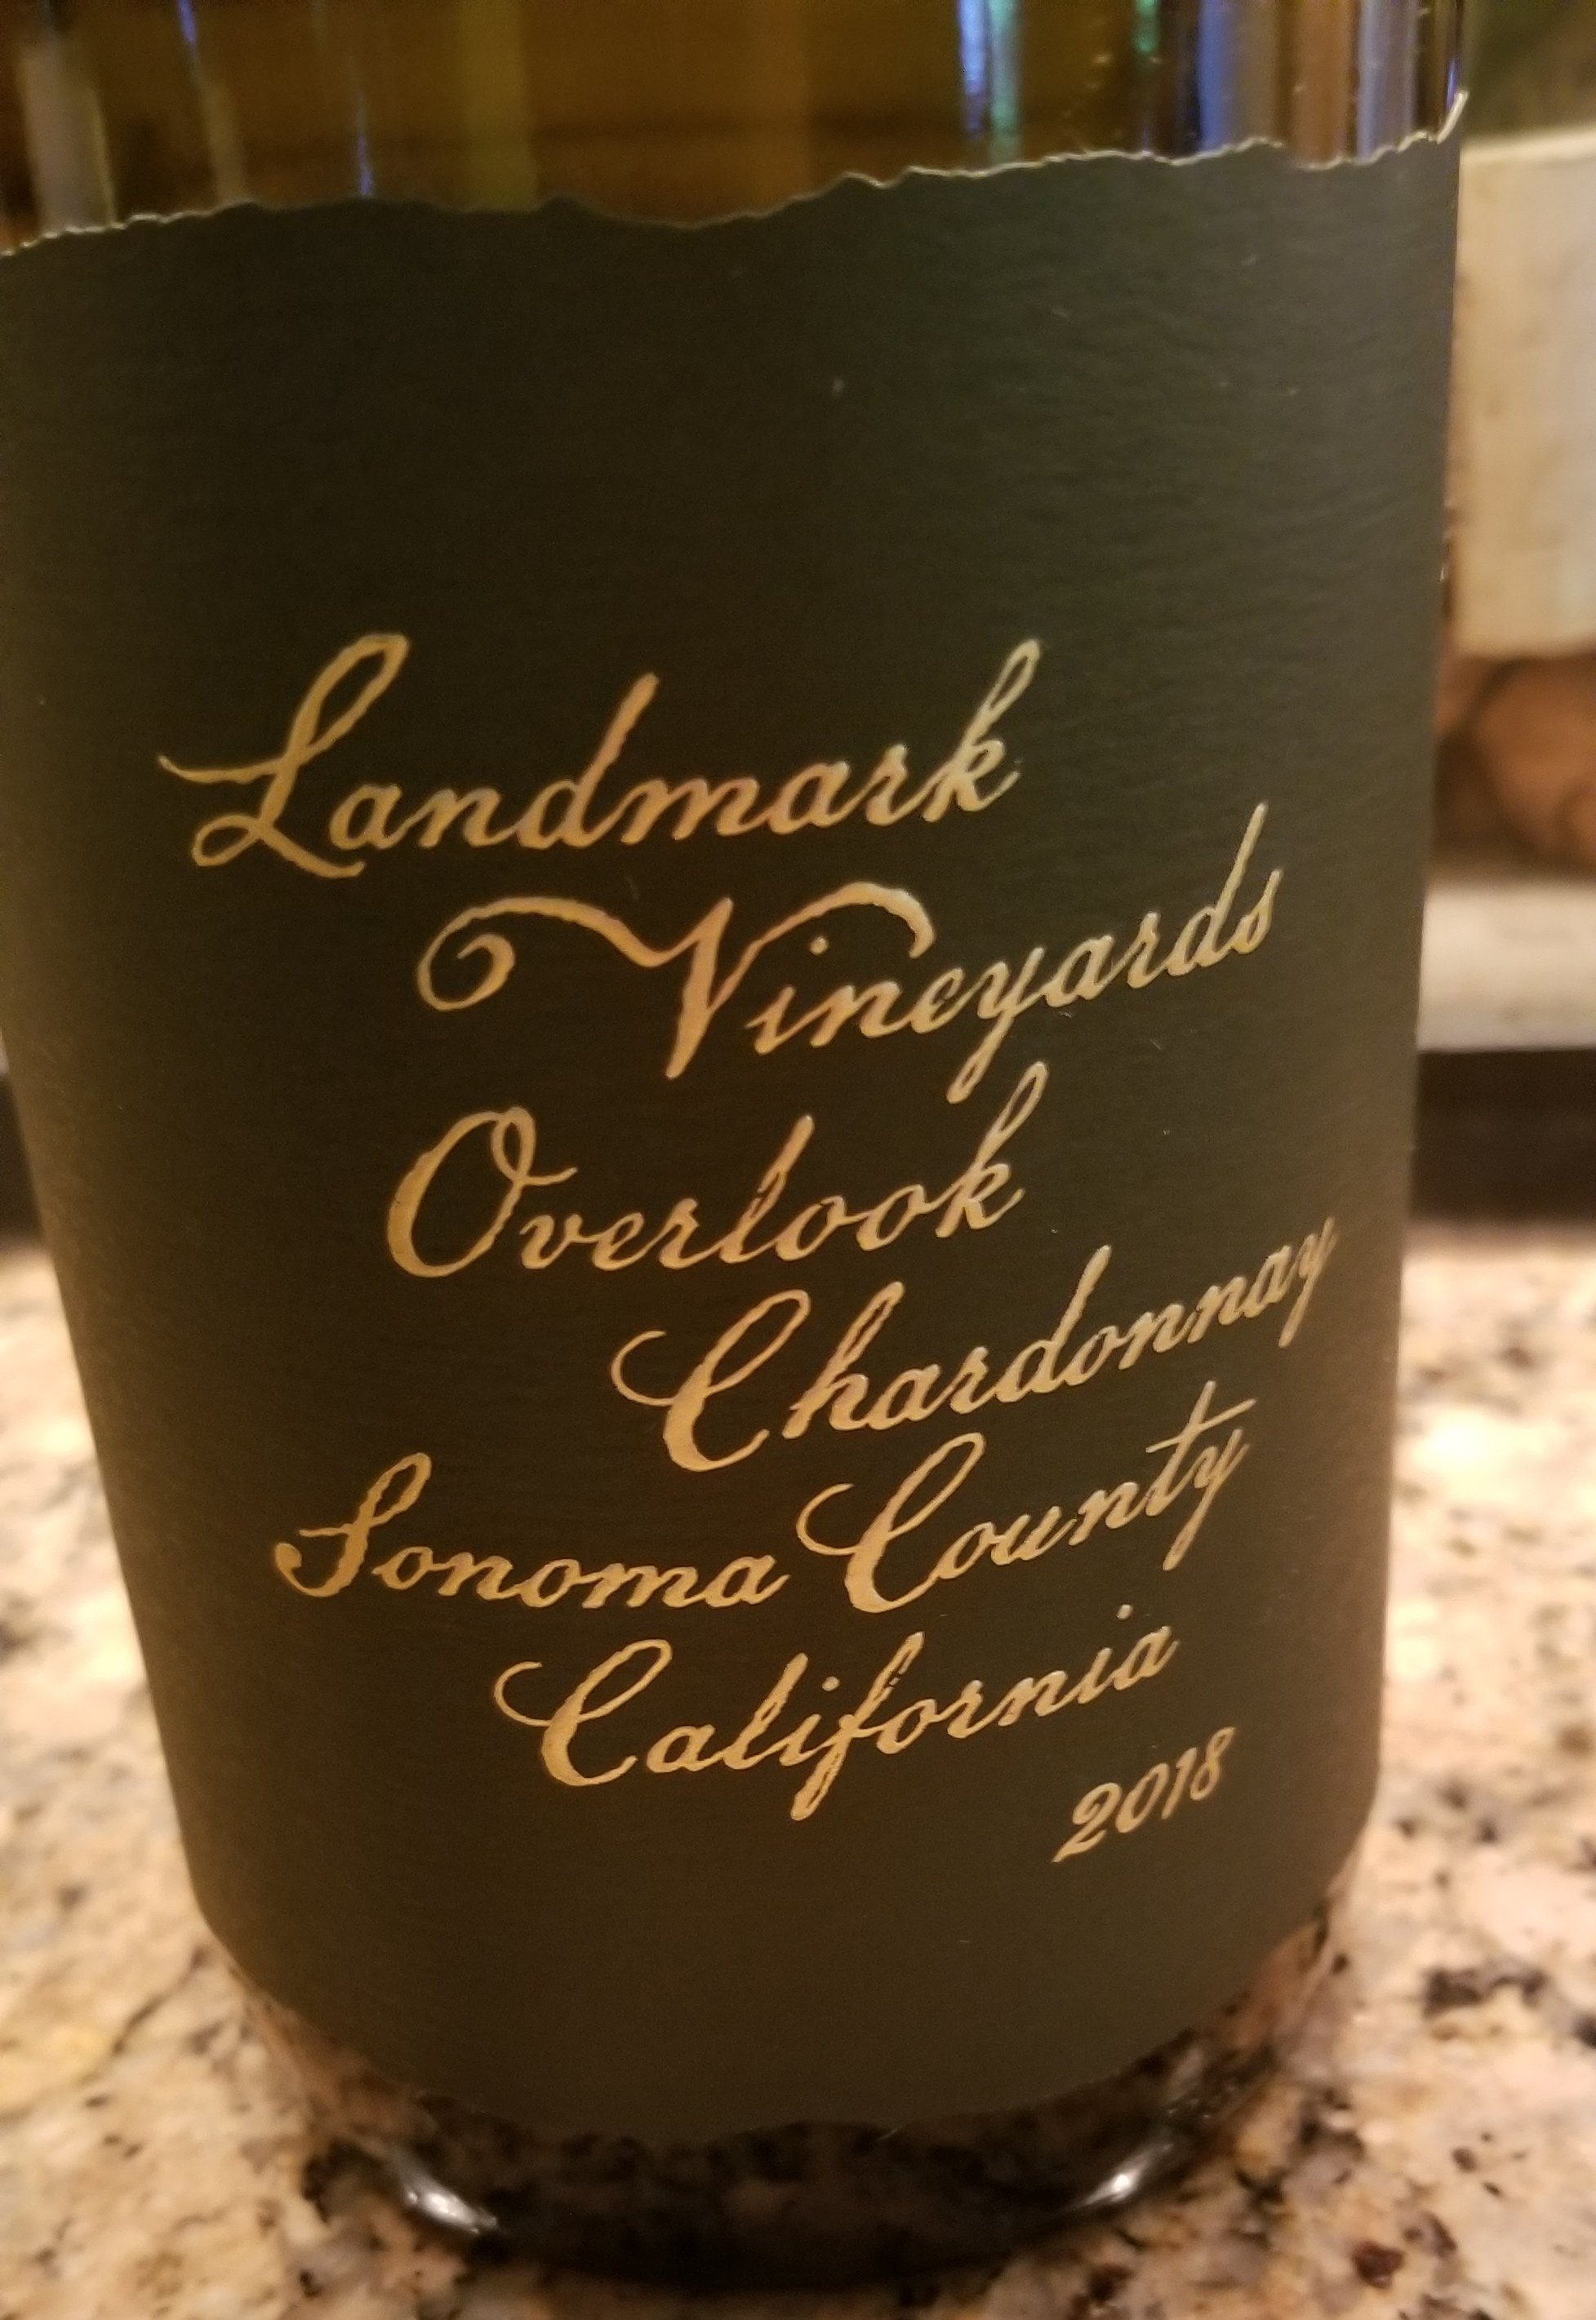 Landmark
Vineyards
Overlook
Chardonnay
Sonoma County
California
2018